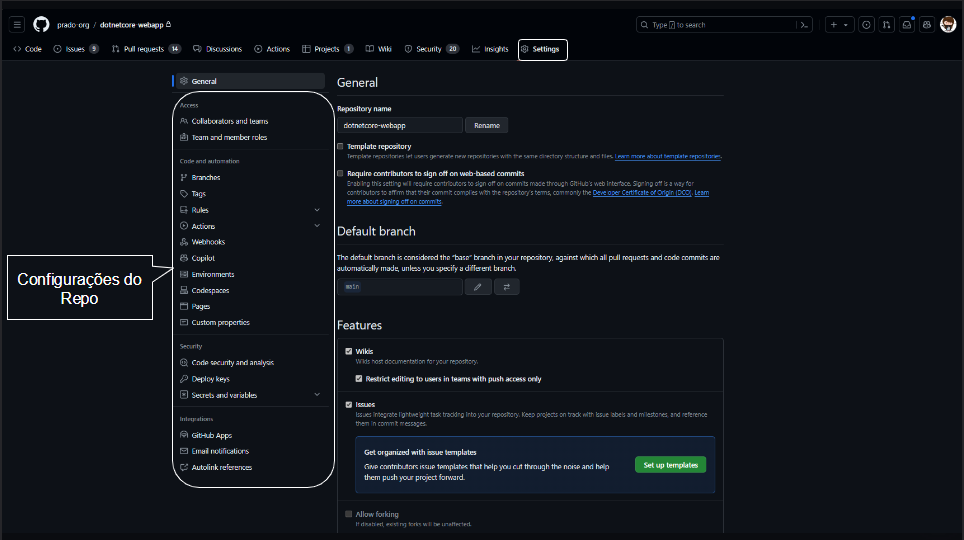 prado-org / dotnetcore-webapp
Type / to search
Code
Issues 9
Pull requests 14
Discussions
Actions
Projects 1
Wiki
Security 20
Insights
Settings
General
Access
Collaborators and teams
Team and member roles
Code and automation
Branches
Tags
Rules
Actions
Webhooks
Copilot
Environments
Codespaces
Pages
Custom properties
Security
Code security and analysis
Deploy keys
Secrets and variables
Integrations
GitHub Apps
Email notifications
Autolink references
Configurações do
Repo
General
Repository name
dotnetcore-webapp
Rename
Template repository
Template repositories let users generate new repositories with the same directory structure and files. Learn more about template repositories.
Require contributors to sign off on web-based commits
Enabling this setting will require contributors to sign off on commits made through GitHub's web interface. Signing off is a way for
contributors to affirm that their commit complies with the repository's terms, commonly the Developer Certificate of Origin (DCO). Learn
more about signing off on commits.
Default branch
The default branch is considered the "base" branch in your repository, against which all pull requests and code commits are
automatically made, unless you specify a different branch.
main
Features
Wikis
Wikis host documentation for your repository.
Restrict editing to users in teams with push access only
Issues
Issues integrate lightweight task tracking into your repository. Keep projects on track with issue labels and milestones, and reference
them in commit messages.
Get organized with issue templates
Give contributors issue templates that help you cut through the noise and help
them push your project forward.
Set up templates
Allow forking
If disabled, existing forks will be unaffected.